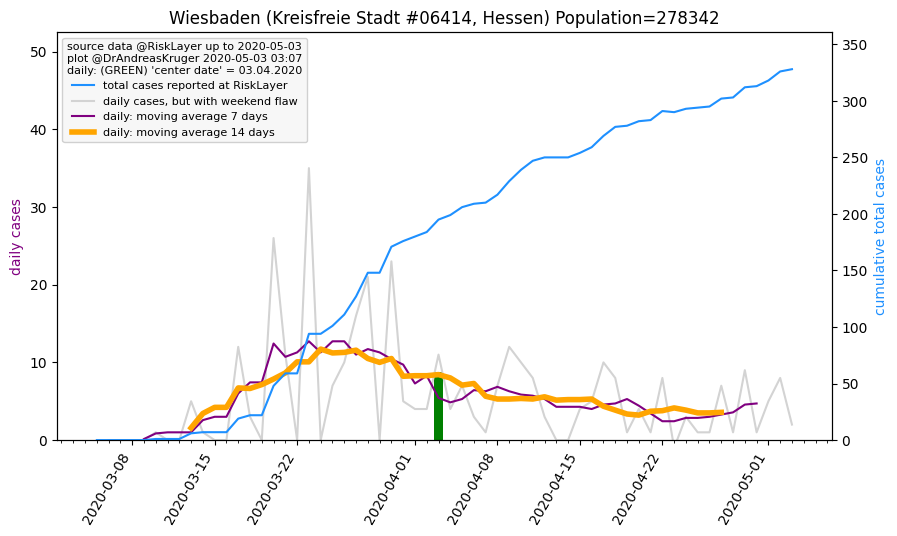 Wiesbaden (Kreisfreie Stadt #06414, Hessen) Population=278342
source data @RiskLayer up to 2020-05-03
plot @DrAndreasKruger 2020-05-03 03:07
daily: (GREEN) 'center date' = 03.04.2020
total cases reported at RiskLayer
daily cases, but with weekend flaw
daily: moving average 7 days
daily: moving average 14 days
daily cases
50
40
30
20
10
0
cumulative total cases
350
300
250
200
150
100
50
0
2020-03-08
2020-03-15
2020-03-22
2020-04-01
2020-04-08
2020-04-15
2020-04-22
2020-05-01